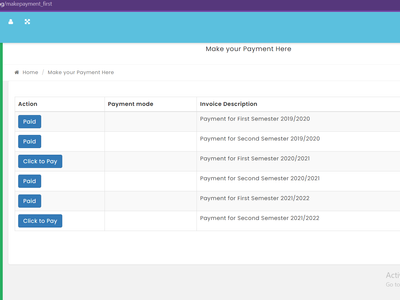 /makepayment_first
Make your Payment Here
Home / Make your Payment Here
Action Payment mode Invoice Description
Paid Payment for First Semester 2019/2020
Paid Payment for Second Semester 2019/2020
Click to Pay Payment for First Semester 2020/2021
Paid Payment for Second Semester 2020/2021
Paid Payment for First Semester 2021/2022
Click to Pay Payment for Second Semester 2021/2022